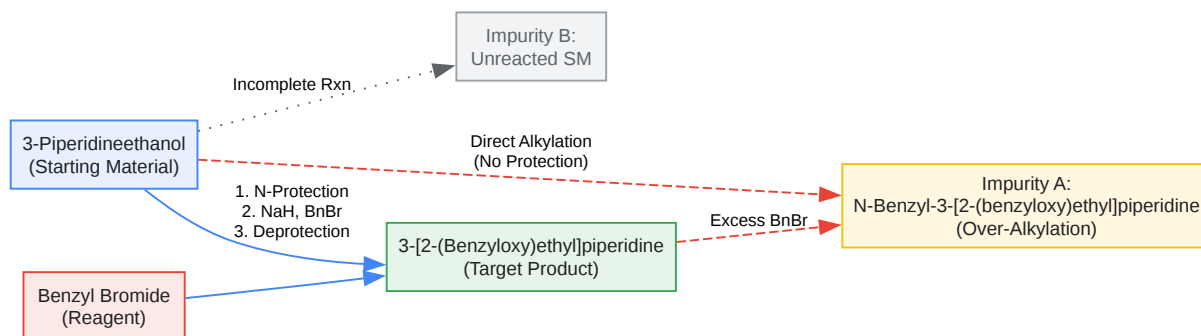 Impurity B:
Unreacted SM
Incomplete Rxn
3-Piperidineethanol
(Starting Material)
Direct Alkylation
(No Protection)
Impurity A:
N-Benzyl-3-[2-(benzyloxy)ethyl]piperidine
(Over-Alkylation)
1. N-Protection
2. NaH, BnBr
3. Deprotection
Excess BnBr
3-[2-(Benzyloxy)ethyl]piperidine
(Target Product)
Benzyl Bromide
(Reagent)